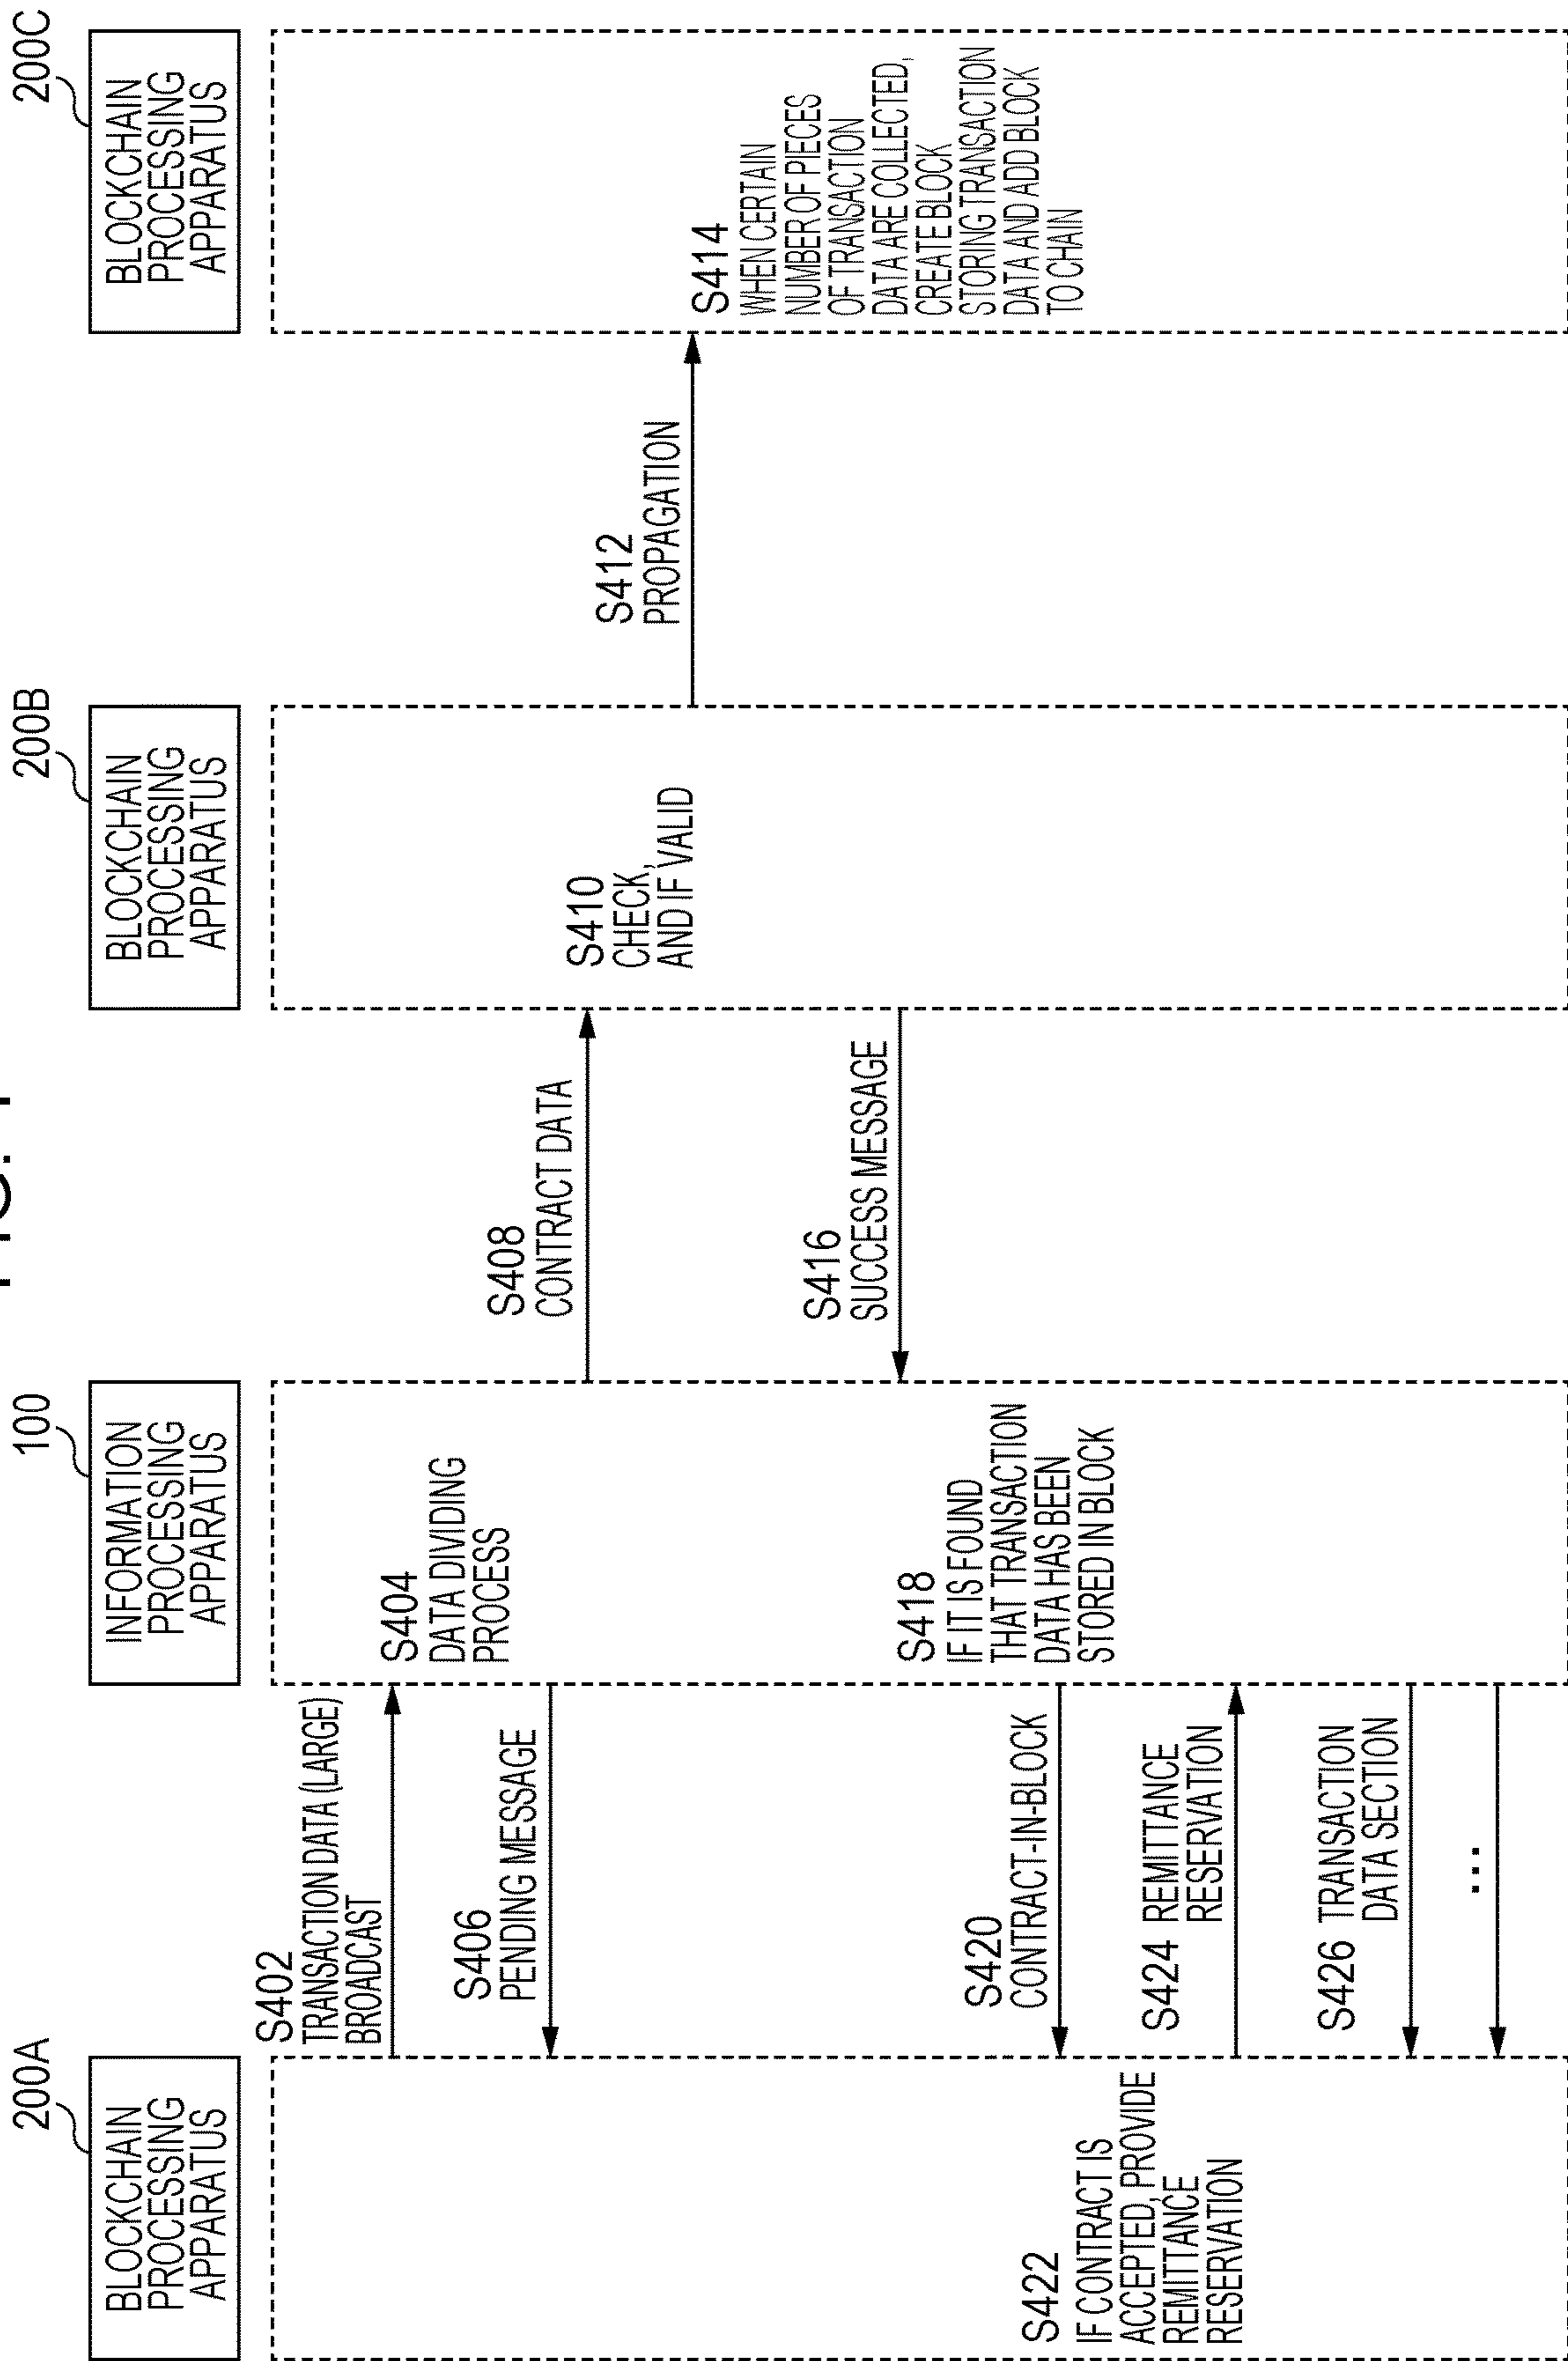 200A
BLOCKCHAIN
PROCESSING
APPARATUS
100
INFORMATION
PROCESSING
APPARATUS
200B
BLOCKCHAIN
PROCESSING
APPARATUS
200C
BLOCKCHAIN
PROCESSING
APPARATUS
S402
TRANSACTION DATA (LARGE)
BROADCAST
S404
DATA DIVIDING
PROCESS
S406
PENDING MESSAGE
S408
CONTRACT DATA
S410
CHECK,
AND IF VALID
S412
PROPAGATION
S414
WHEN CERTAIN
NUMBER OF PIECES
OF TRANSACTION
DATA ARE COLLECTED,
CREATE BLOCK
STORING TRANSACTION
DATA AND ADD BLOCK
TO CHAIN
S416
SUCCESS MESSAGE
S418
IF IT IS FOUND
THAT TRANSACTION
DATA HAS BEEN
STORED IN BLOCK
S420
CONTRACT-IN-BLOCK
S422
IF CONTRACT IS
ACCEPTED, PROVIDE
REMITTANCE
RESERVATION
S424 REMITTANCE
RESERVATION
S426 TRANSACTION
DATA SECTION
...